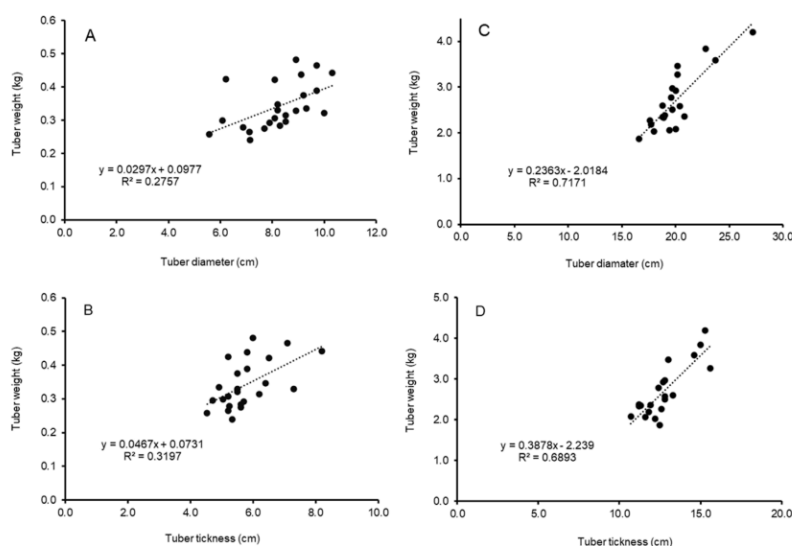 A
Tuber weight (kg)
0.6
0.5
0.4
0.3
0.2
0.1
0.0
y = 0.0297x + 0.0977
R² = 0.2757
0.0 2.0 4.0 6.0 8.0 10.0 12.0
Tuber diameter (cm)
C
Tuber weight (kg)
5.0
4.0
3.0
2.0
1.0
0.0
y = 0.2363x - 2.0184
R² = 0.7171
0.0 5.0 10.0 15.0 20.0 25.0 30.0
Tuber diamater (cm)
B
Tuber weight (kg)
0.6
0.5
0.4
0.3
0.2
0.1
0.0
y = 0.0467x + 0.0731
R² = 0.3197
0.0 2.0 4.0 6.0 8.0 10.0
Tuber tickness (cm)
D
Tuber weight (kg)
5.0
4.0
3.0
2.0
1.0
0.0
y = 0.3878x - 2.239
R² = 0.6893
0.0 5.0 10.0 15.0 20.0
Tuber tickness (cm)